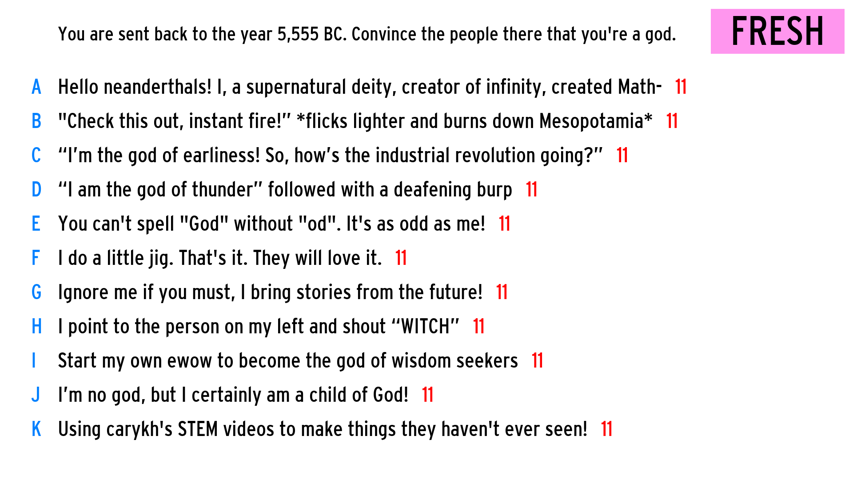 You are sent back to the year 5,555 BC. Convince the people there that you're a god.
FRESH
A Hello neanderthals! I, a supernatural deity, creator of infinity, created Math- 11
B "Check this out, instant fire!” *flicks lighter and burns down Mesopotamia* 11
C “I’m the god of earliness! So, how’s the industrial revolution going?” 11
D “I am the god of thunder” followed with a deafening burp 11
E You can't spell "God" without "od". It's as odd as me! 11
F I do a little jig. That's it. They will love it. 11
G Ignore me if you must, I bring stories from the future! 11
H I point to the person on my left and shout “WITCH” 11
I Start my own ewow to become the god of wisdom seekers 11
J I’m no god, but I certainly am a child of God! 11
K Using carykh's STEM videos to make things they haven't ever seen! 11